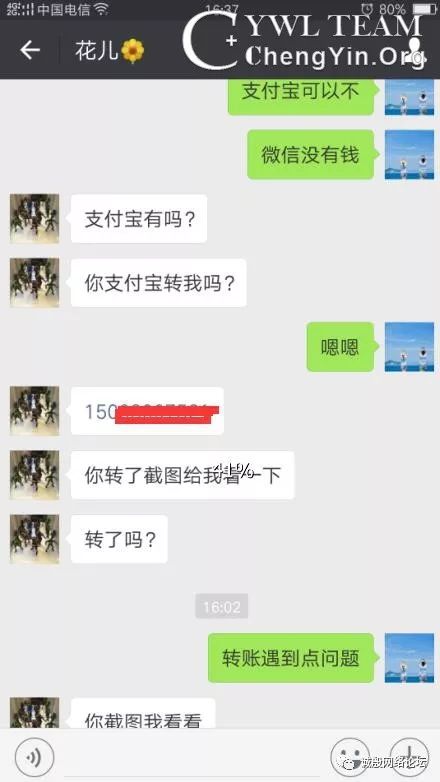 中国电信
16:37
80%
YWL TEAM
ChengYin.Org
花儿
支付宝可以不
微信没有钱
支付宝有吗?
你支付宝转我吗?
嗯嗯
150
你转了截图给我看一下
41%
转了吗?
16:02
转账遇到点问题
你截图我看看
诚殷网络论坛